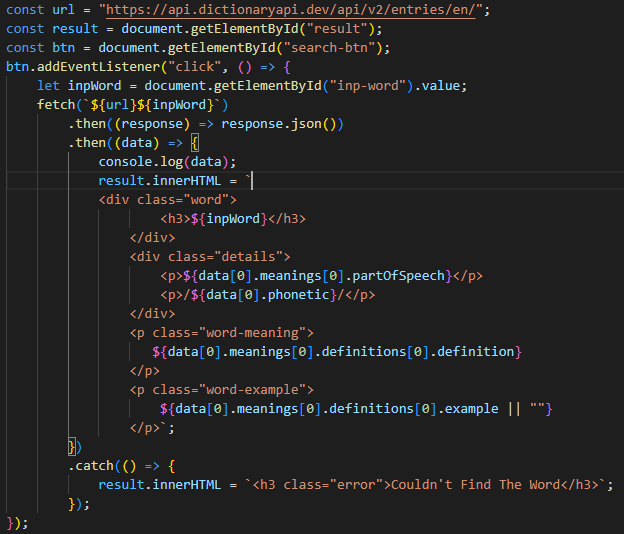 const url = "https://api.dictionaryapi.dev/api/v2/entries/en/";
const result = document.getElementById("result");
const btn = document.getElementById("search-btn");
btn.addEventListener("click", () => {
    let inpWord = document.getElementById("inp-word").value;
    fetch(`${url}${inpWord}`)
        .then((response) => response.json())
        .then((data) => {
            console.log(data);
            result.innerHTML = `
            <div class="word">
                    <h3>${inpWord}</h3>
                </div>
                <div class="details">
                    <p>${data[0].meanings[0].partOfSpeech}</p>
                    <p>/${data[0].phonetic}/</p>
                </div>
                <p class="word-meaning">
                   ${data[0].meanings[0].definitions[0].definition}
                </p>
                <p class="word-example">
                    ${data[0].meanings[0].definitions[0].example || ""}
                </p>`;
        })
        .catch(() => {
            result.innerHTML = `<h3 class="error">Couldn't Find The Word</h3>`;
        });
});